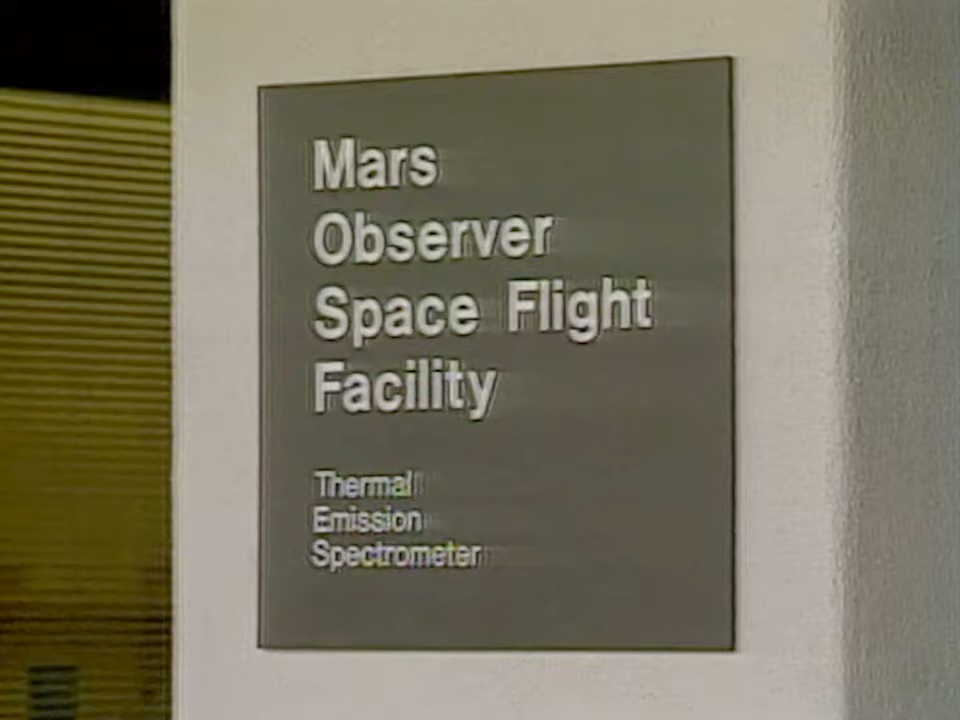 Mars
Observer
Space Flight
Facility
Thermal
Emission
Spectrometer